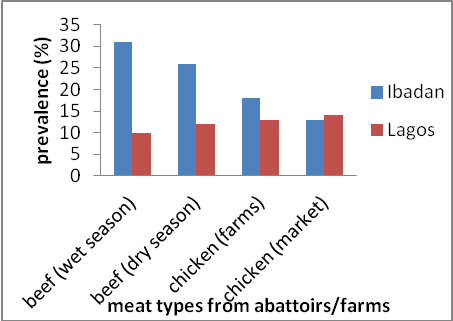 prevalence (%)
35
30
25
20
15
10
5
0
Ibadan
Lagos
beef (wet season)
beef (dry season)
chicken (farms)
chicken (market)
meat types from abattoirs/farms